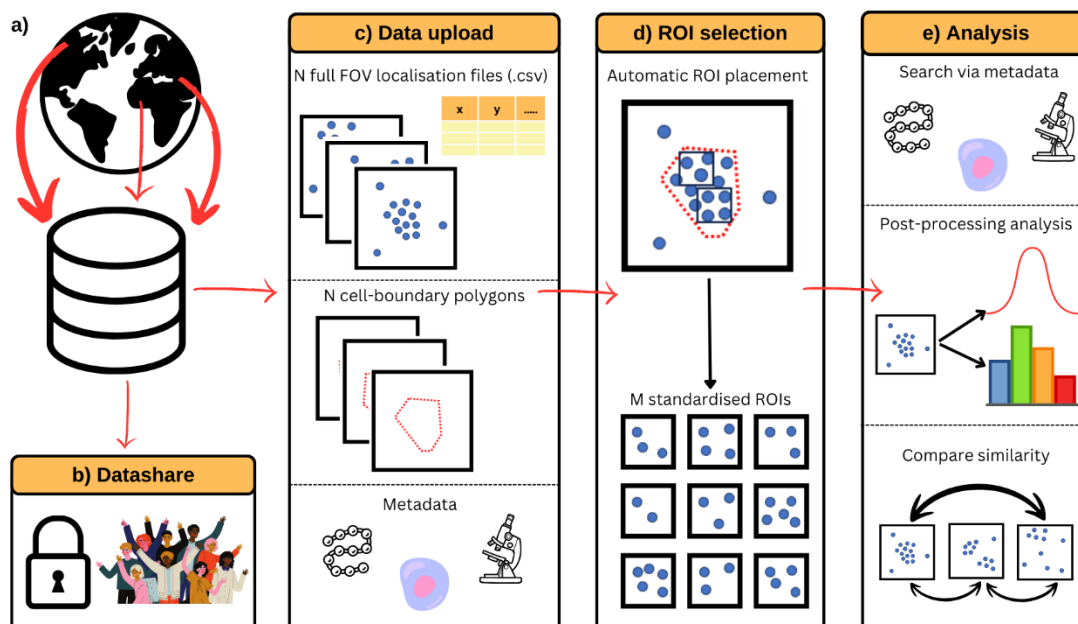 a)
b) Datashare
c) Data upload
N full FOV localisation files (.csv)
x y .....
N cell-boundary polygons
Metadata
d) ROI selection
Automatic ROI placement
M standardised ROIs
e) Analysis
Search via metadata
Post-processing analysis
Compare similarity